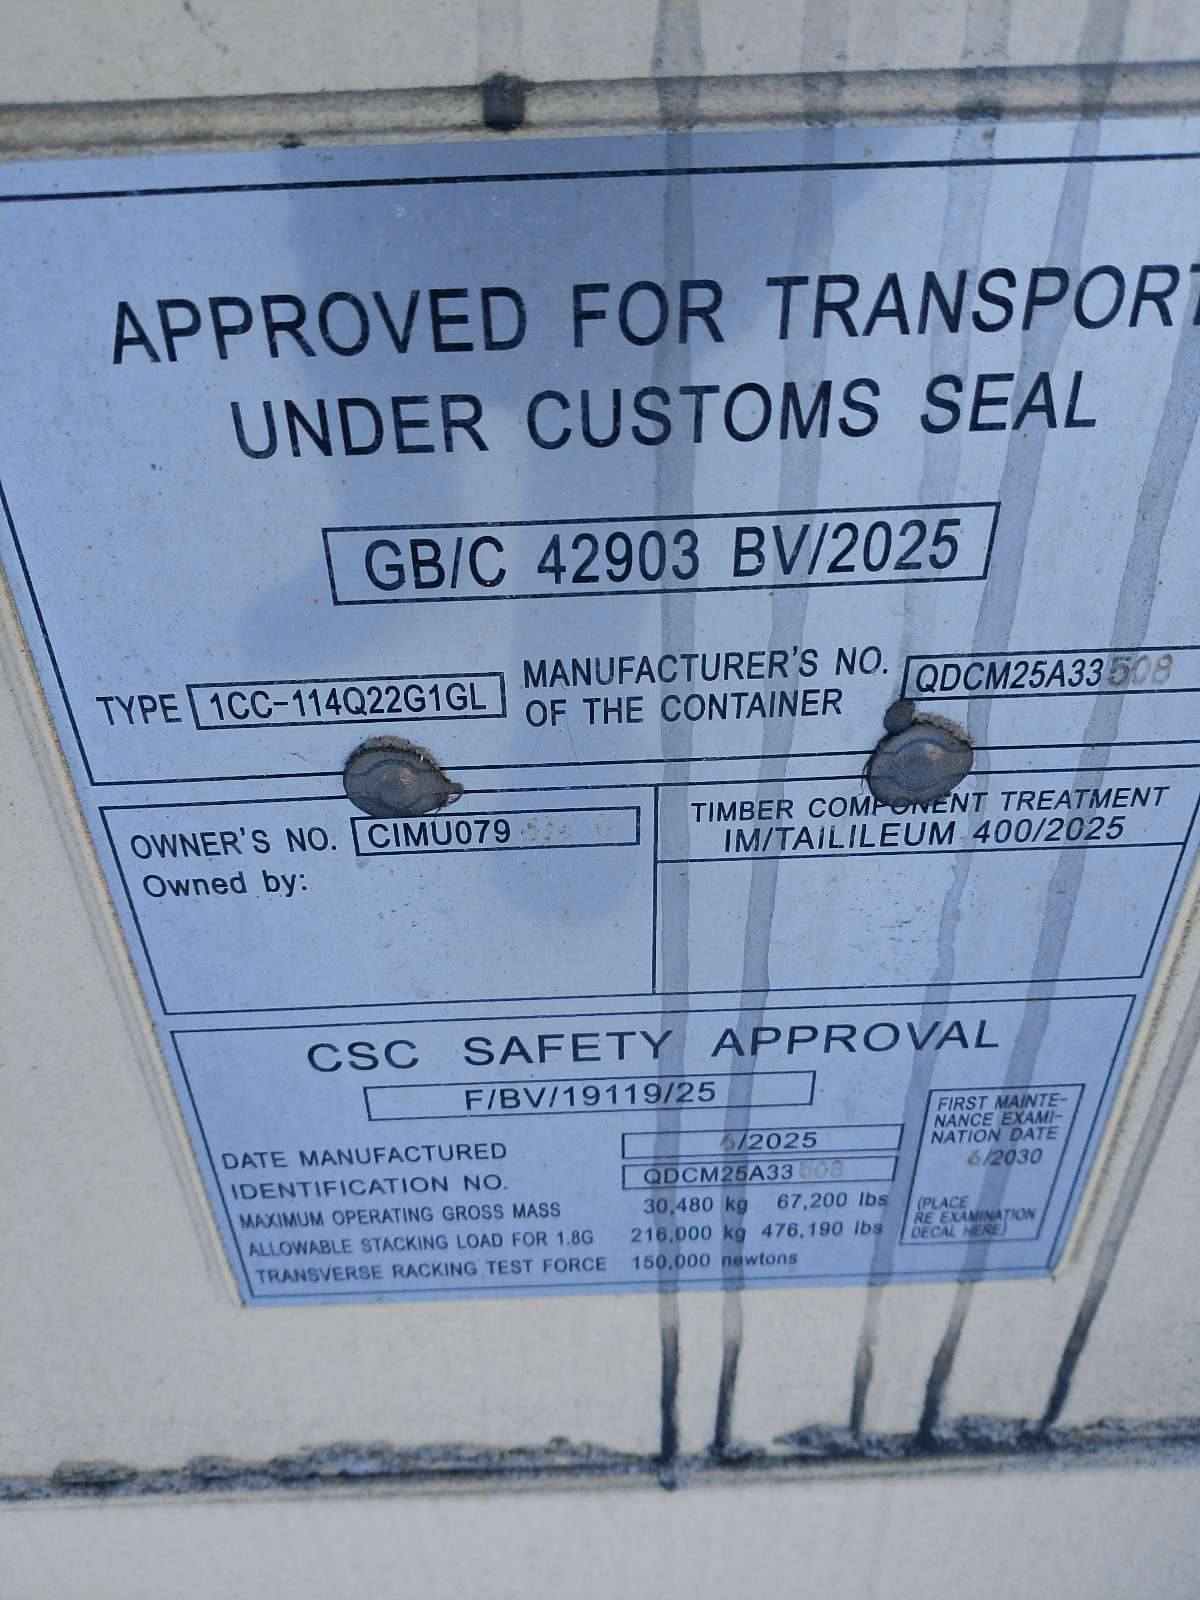 APPROVED FOR TRANSPORT
UNDER CUSTOMS SEAL
GB/C 42903 BV/2025
TYPE 1CC-114Q22G1GL MANUFACTURER'S NO. OF THE CONTAINER QDCM25A33508
OWNER'S NO. CIMU079
Owned by:
TIMBER COMPONENT TREATMENT
IM/TAILILEUM 400/2025
CSC SAFETY APPROVAL
F/BV/19119/25
DATE MANUFACTURED 6/2025
IDENTIFICATION NO. QDCM25A33508
MAXIMUM OPERATING GROSS MASS 30,480 kg 67,200 lbs
ALLOWABLE STACKING LOAD FOR 1.8G 216,000 kg 476,190 lbs
TRANSVERSE RACKING TEST FORCE 150,000 newtons
FIRST MAINTE-
NANCE EXAMI-
NATION DATE
6/2030
(PLACE
RE EXAMINATION
DECAL HERE)